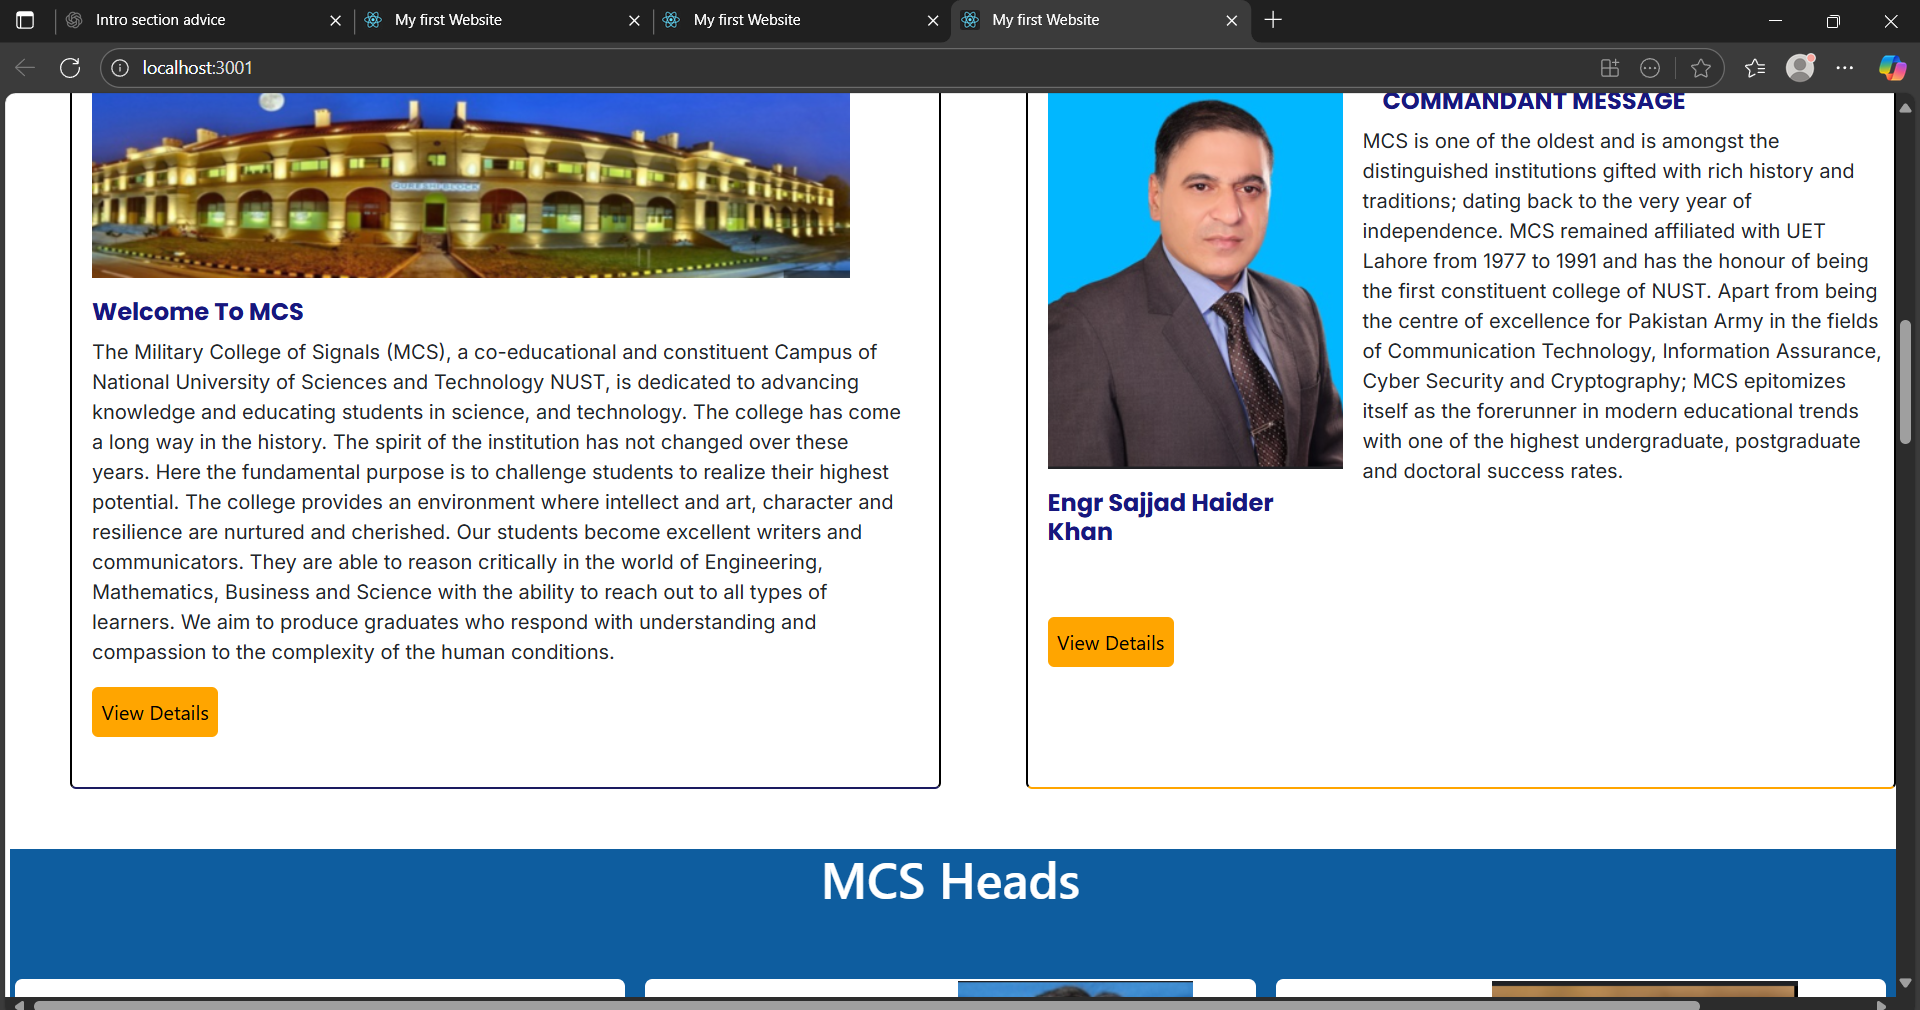 Intro section advice
My first Website
My first Website
My first Website
localhost:3001
QURESHI BLOCK
Welcome To MCS
The Military College of Signals (MCS), a co-educational and constituent Campus of
National University of Sciences and Technology NUST, is dedicated to advancing
knowledge and educating students in science, and technology. The college has come
a long way in the history. The spirit of the institution has not changed over these
years. Here the fundamental purpose is to challenge students to realize their highest
potential. The college provides an environment where intellect and art, character and
resilience are nurtured and cherished. Our students become excellent writers and
communicators. They are able to reason critically in the world of Engineering,
Mathematics, Business and Science with the ability to reach out to all types of
learners. We aim to produce graduates who respond with understanding and
compassion to the complexity of the human conditions.
View Details
COMMANDANT MESSAGE
MCS is one of the oldest and is amongst the
distinguished institutions gifted with rich history and
traditions; dating back to the very year of
independence. MCS remained affiliated with UET
Lahore from 1977 to 1991 and has the honour of being
the first constituent college of NUST. Apart from being
the centre of excellence for Pakistan Army in the fields
of Communication Technology, Information Assurance,
Cyber Security and Cryptography; MCS epitomizes
itself as the forerunner in modern educational trends
with one of the highest undergraduate, postgraduate
and doctoral success rates.
Engr Sajjad Haider
Khan
View Details
MCS Heads